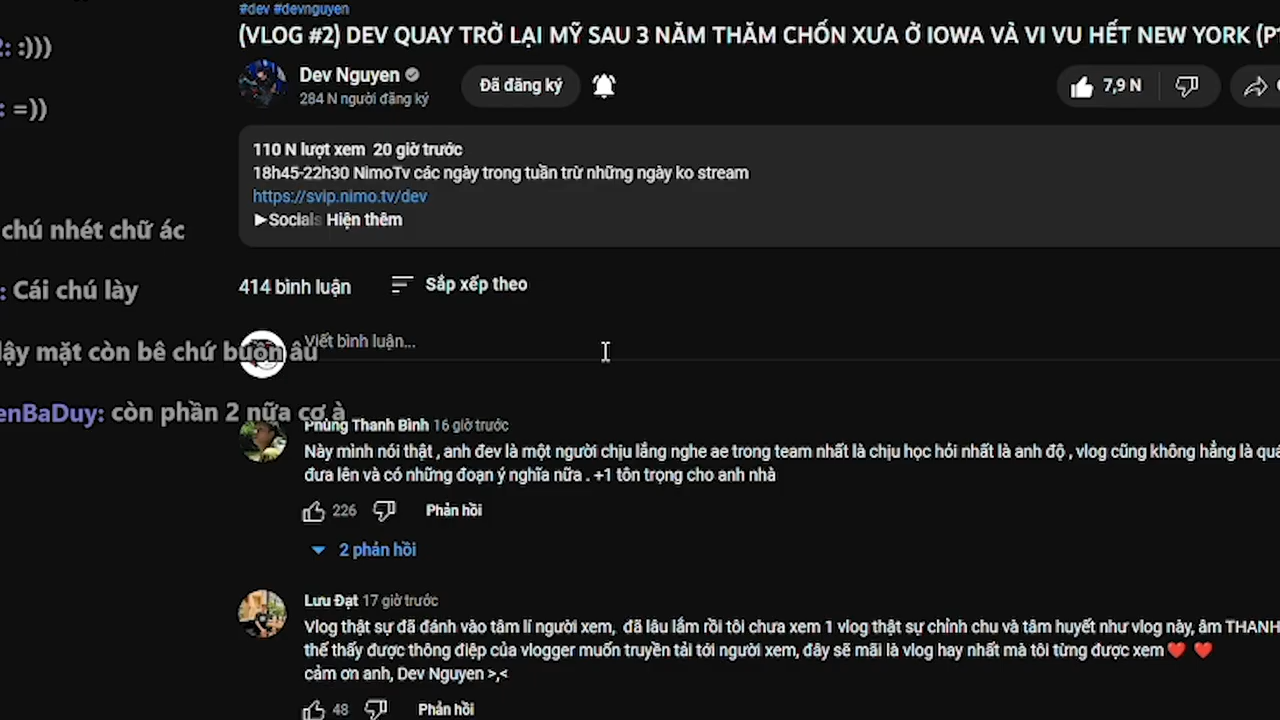 #dev #devnguyen
(VLOG #2) DEV QUAY TRỞ LẠI MỸ SAU 3 NĂM THĂM CHỐN XƯA Ở IOWA VÀ VI VU HẾT NEW YORK (P1
: :)))
Dev Nguyen
284 N người đăng ký
Đã đăng ký
7,9 N
: =))
110 N lượt xem 20 giờ trước
18h45-22h30 NimoTv các ngày trong tuần trừ những ngày ko stream
https://svip.nimo.tv/dev
►Socials Hiện thêm
chú nhét chữ ác
414 bình luận
Sắp xếp theo
: Cái chú lày
Viết bình luận...
dậy mặt còn bê chứ buồn âu
enBaDuy: còn phần 2 nữa cơ à
Phùng Thanh Bình 16 giờ trước
Này mình nói thật , anh đev là một người chịu lắng nghe ae trong team nhất là chịu học hỏi nhất là anh độ , vlog cũng không hẳng là quá
đưa lên và có những đoạn ý nghĩa nữa . +1 tôn trọng cho anh nhà
226
Phản hồi
2 phản hồi
Lưu Đạt 17 giờ trước
Vlog thật sự đã đánh vào tâm lí người xem, đã lâu lắm rồi tôi chưa xem 1 vlog thật sự chỉnh chu và tâm huyết như vlog này, âm THANH
thế thấy được thông điệp của vlogger muốn truyền tải tới người xem, đây sẽ mãi là vlog hay nhất mà tôi từng được xem❤️ ❤️
cảm ơn anh, Dev Nguyen >,<
48
Phản hồi